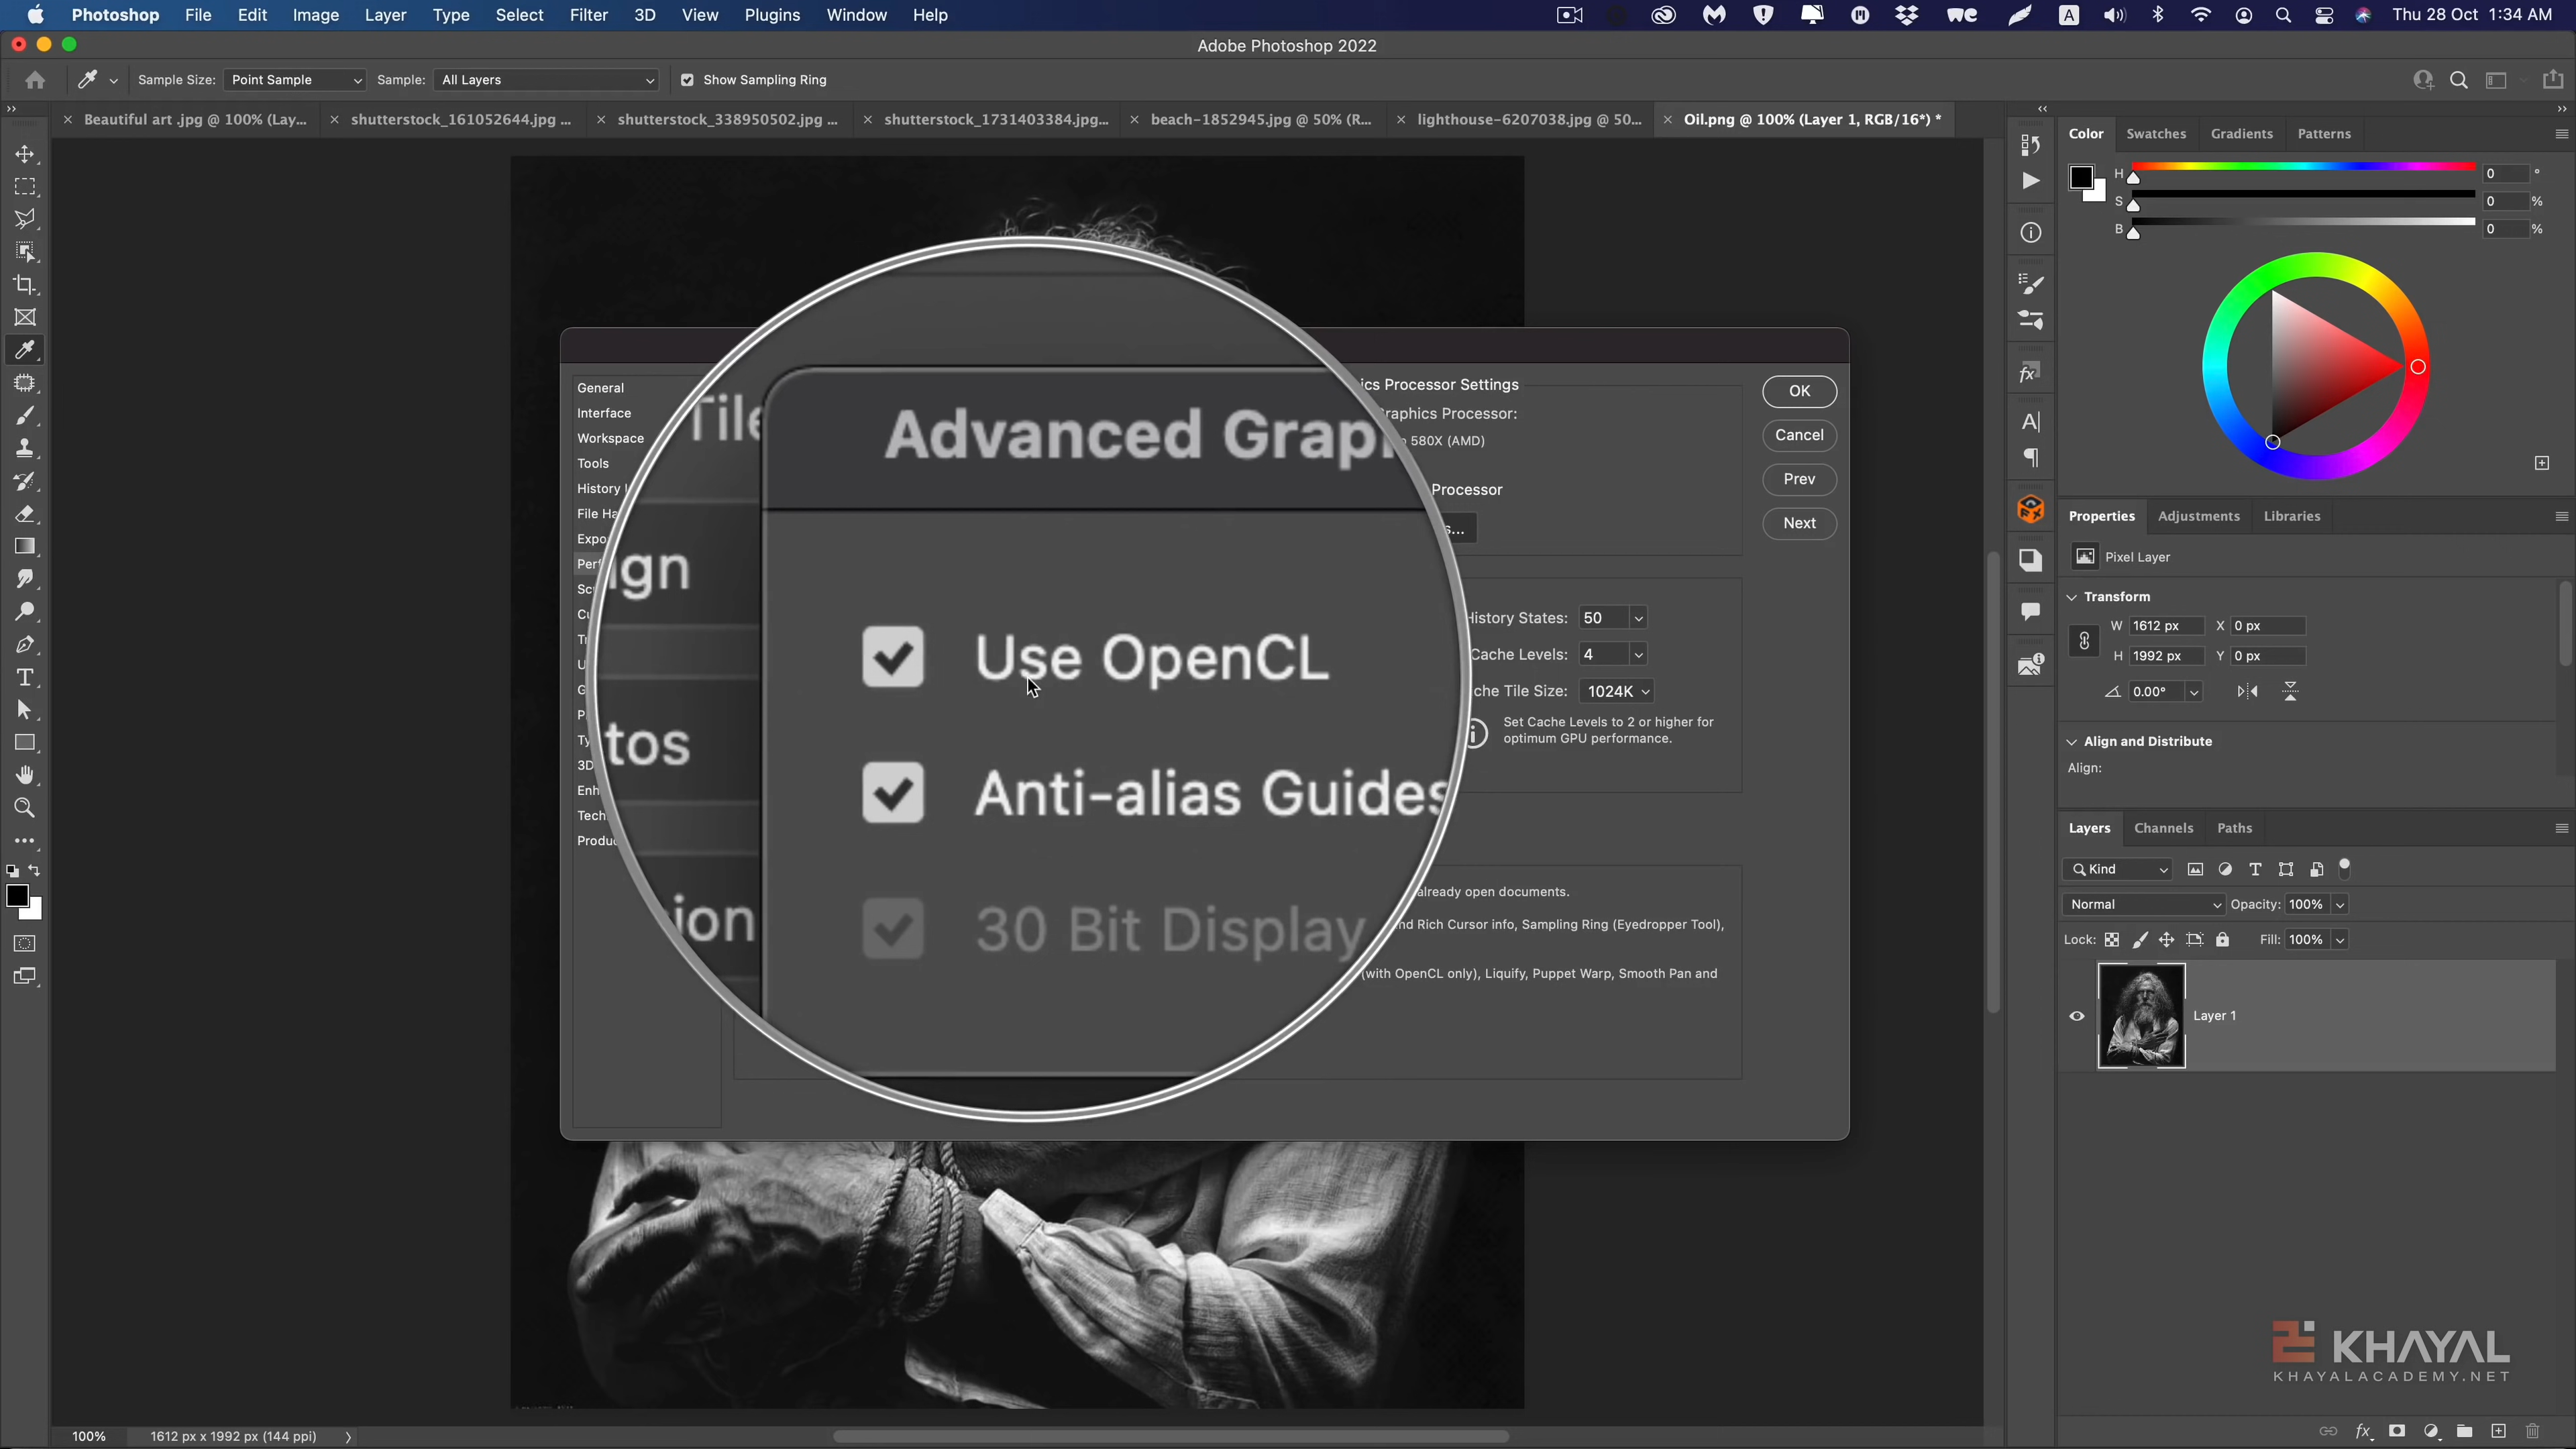 Photoshop File Edit Image Layer Type Select Filter 3D View Plugins Window Help Thu 28 Oct 1:34 AM
Adobe Photoshop 2022
Sample Size: Point Sample Sample: All Layers Show Sampling Ring
Beautiful art .jpg @ 100% (Lay... shutterstock_161052644.jpg ... shutterstock_338950502.jpg ... shutterstock_1731403384.jpg... beach-1852945.jpg @ 50% (R... lighthouse-6207038.jpg @ 50... Oil.png @ 100% (Layer 1, RGB/16*) *
Color Swatches Gradients Patterns
H 0 °
S 0 %
B 0 %
General
Interface
Workspace
Tools
History
File Ha
Expo
Perf
Enh
Tech
Produ
Tile
ign
tos
ion
Advanced Graph
Use OpenCL
Anti-alias Guides
30 Bit Display
ics Processor Settings
Graphics Processor:
580X (AMD)
Processor
s...
OK
Cancel
Prev
Next
History States: 50
Cache Levels: 4
che Tile Size: 1024K
Set Cache Levels to 2 or higher for
optimum GPU performance.
already open documents.
nd Rich Cursor info, Sampling Ring (Eyedropper Tool),
(with OpenCL only), Liquify, Puppet Warp, Smooth Pan and
Properties Adjustments Libraries
Pixel Layer
Transform
W 1612 px X 0 px
H 1992 px Y 0 px
0.00°
Align and Distribute
Align:
Layers Channels Paths
Kind
Normal Opacity: 100%
Lock: Fill: 100%
Layer 1
KHAYAL
KHAYALACADEMY.NET
100% 1612 px x 1992 px (144 ppi)